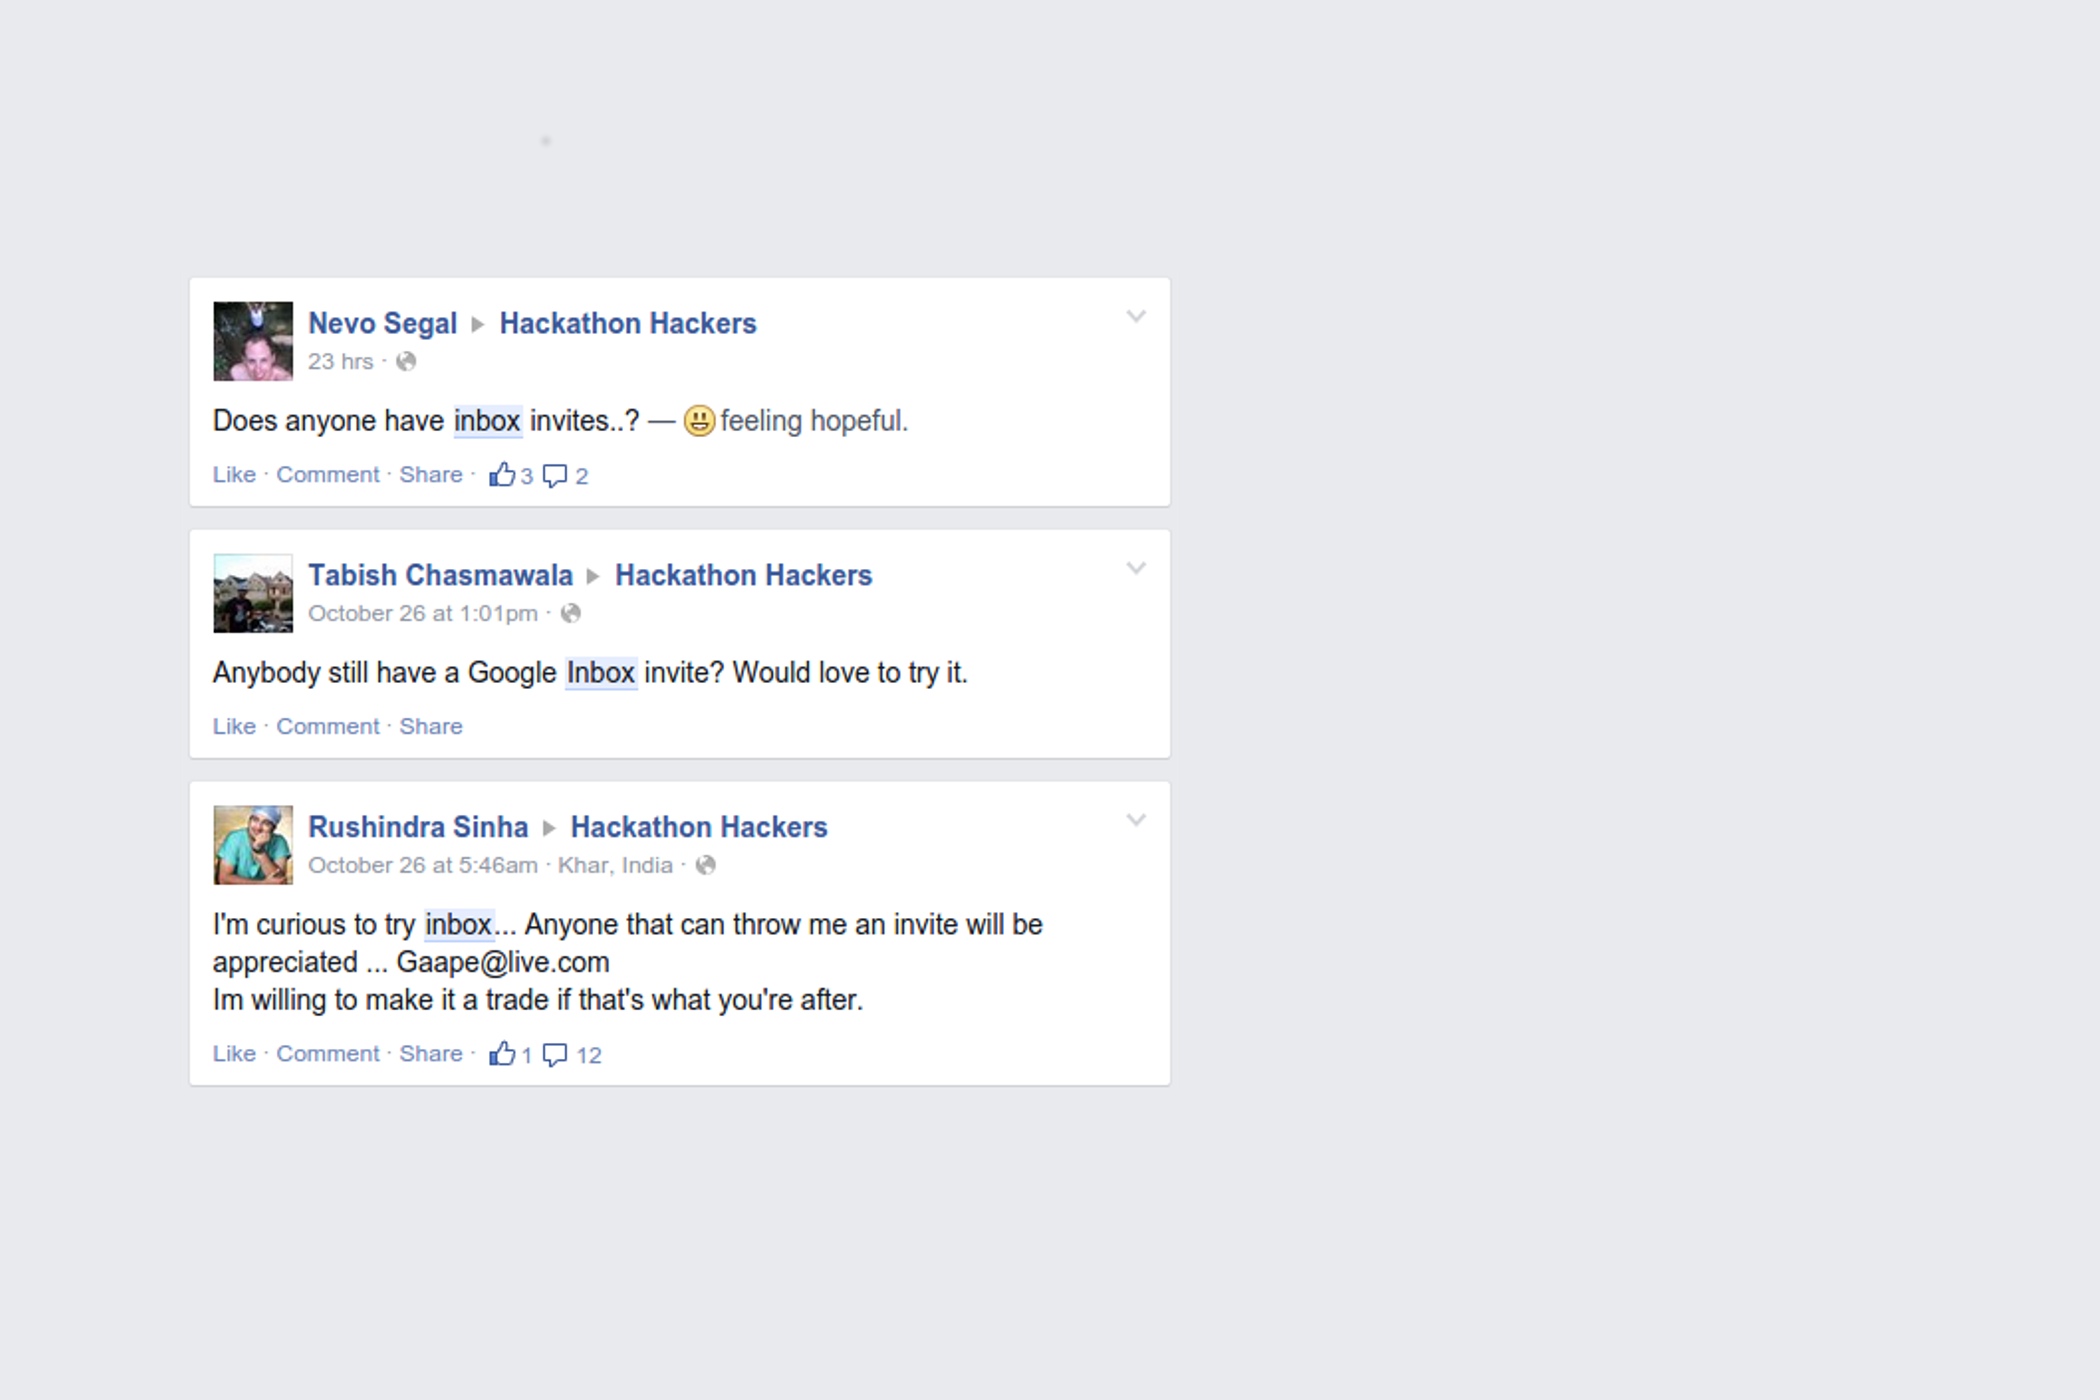 Nevo Segal Hackathon Hackers
23 hrs ·
Does anyone have inbox invites..? — feeling hopeful.
Like · Comment · Share · 3 2
Tabish Chasmawala Hackathon Hackers
October 26 at 1:01pm ·
Anybody still have a Google Inbox invite? Would love to try it.
Like · Comment · Share
Rushindra Sinha Hackathon Hackers
October 26 at 5:46am · Khar, India ·
I'm curious to try inbox... Anyone that can throw me an invite will be
appreciated ... Gaape@live.com
Im willing to make it a trade if that's what you're after.
Like · Comment · Share · 1 12